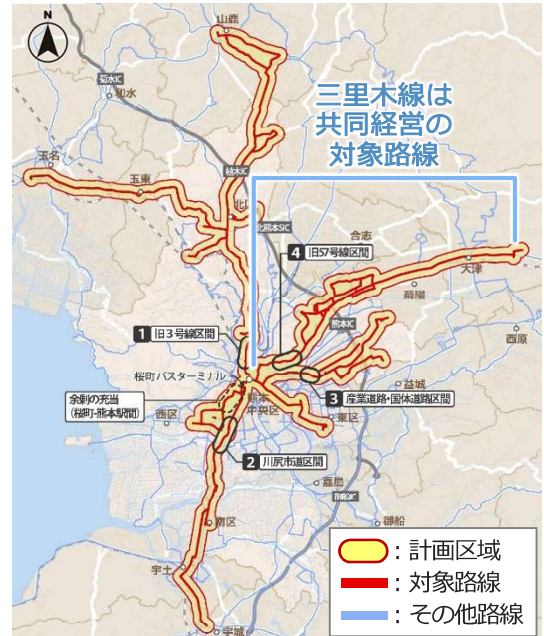 N
山鹿
菊水IC
和水
三里木線は
共同経営の
対象路線
植木IC
玉名
玉東
北区
北熊本SIC
合志
4 旧57号線区間
大津
菊陽
1 旧3号線区間
熊本IC
西原
桜町バスターミナル
益城
余剰の充当
(桜町-熊本駅間)
熊本
中央区
3 産業道路・国体道路区間
西区
東区
2 川尻市道区間
嘉島
御船
南区
宇土
宇城
:計画区域
:対象路線
:その他路線